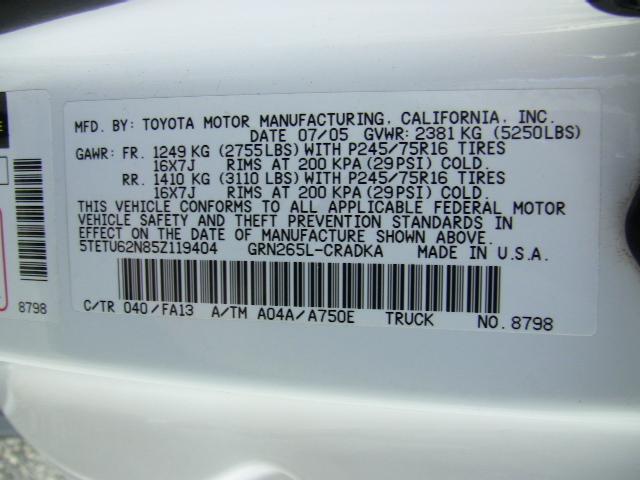 MFD. BY: TOYOTA MOTOR MANUFACTURING, CALIFORNIA, INC.
DATE 07/05 GVWR: 2381 KG (5250LBS)
GAWR: FR. 1249 KG (2755LBS) WITH P245/75R16 TIRES
16X7J RIMS AT 200 KPA (29PSI) COLD.
RR. 1410 KG (3110 LBS) WITH P245/75R16 TIRES
16X7J RIMS AT 200 KPA (29PSI) COLD.
THIS VEHICLE CONFORMS TO ALL APPLICABLE FEDERAL MOTOR
VEHICLE SAFETY AND THEFT PREVENTION STANDARDS IN
EFFECT ON THE DATE OF MANUFACTURE SHOWN ABOVE.
5TETU62N85Z119404 GRN265L-CRADKA MADE IN U.S.A.
C/TR 040/FA13 A/TM A04A/A750E TRUCK NO. 8798
8798